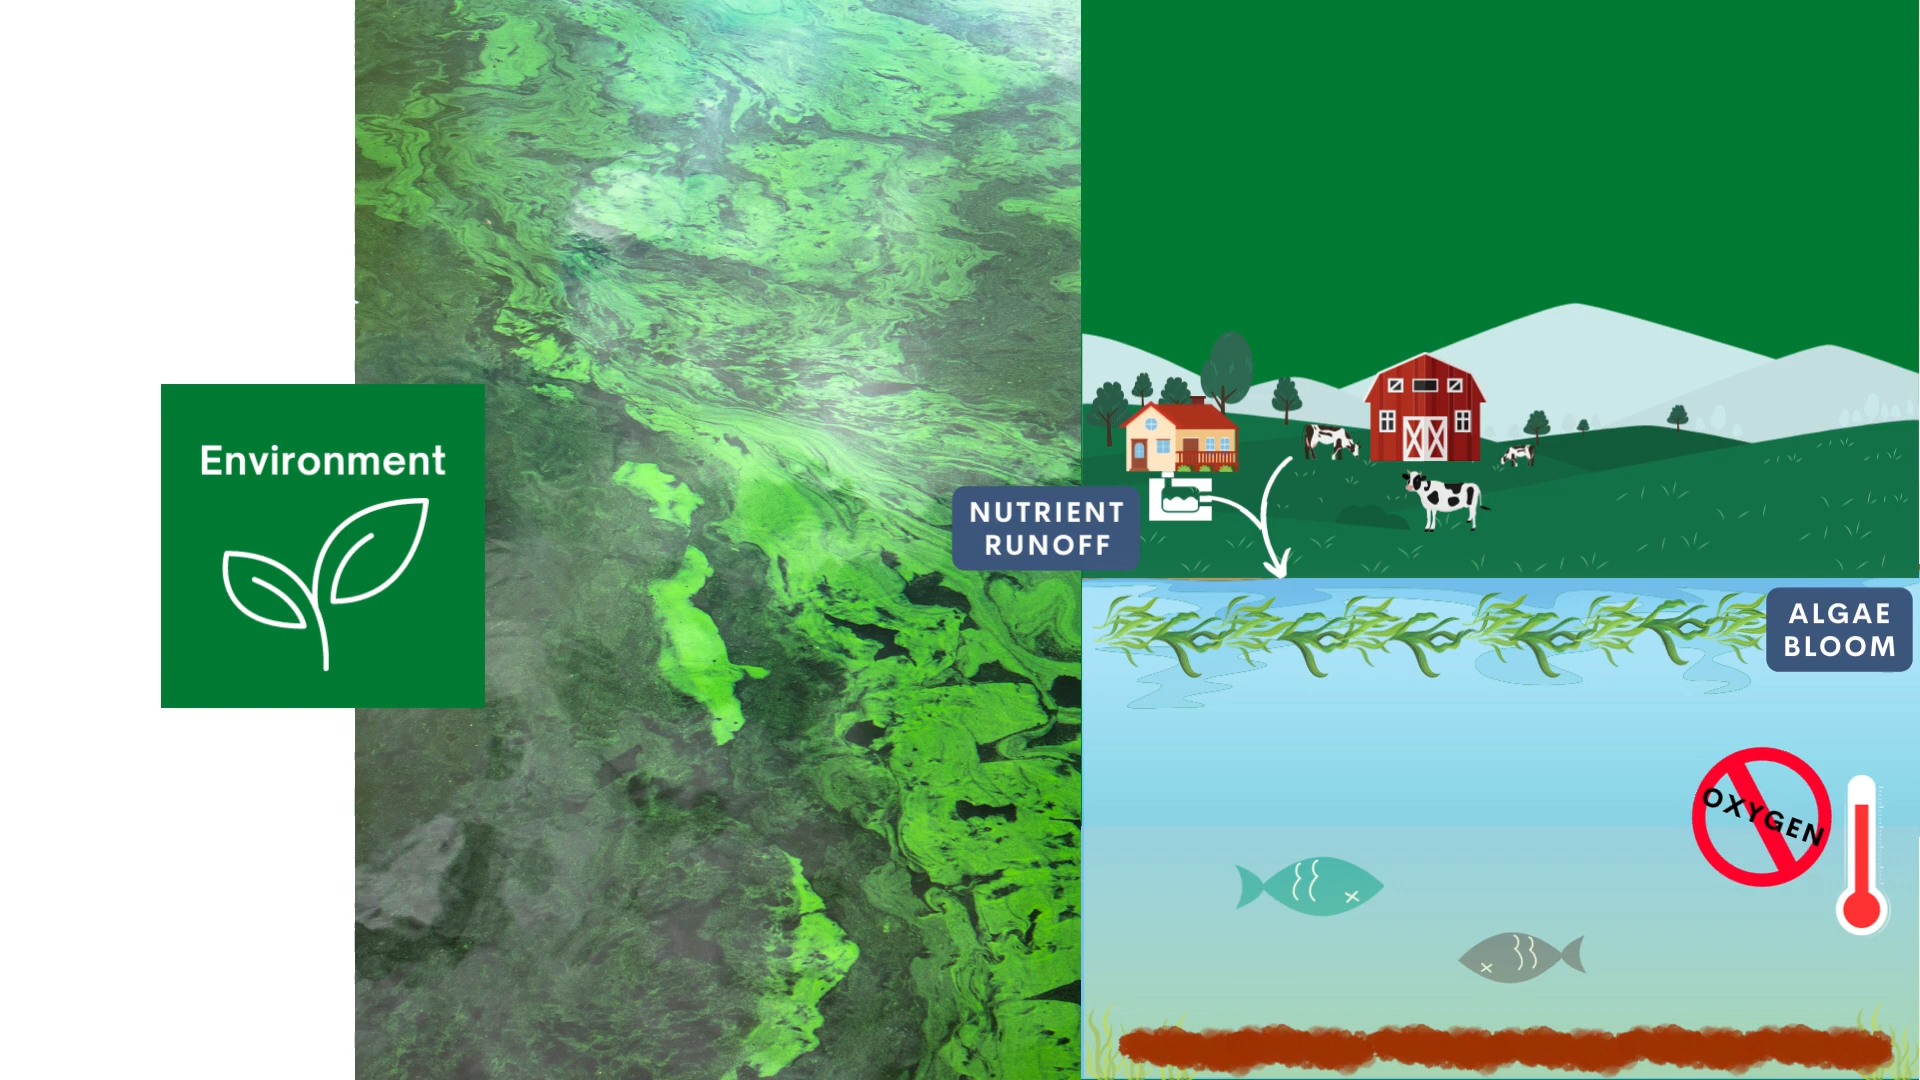 Environment
NUTRIENT
RUNOFF
ALGAE
BLOOM
OXYGEN